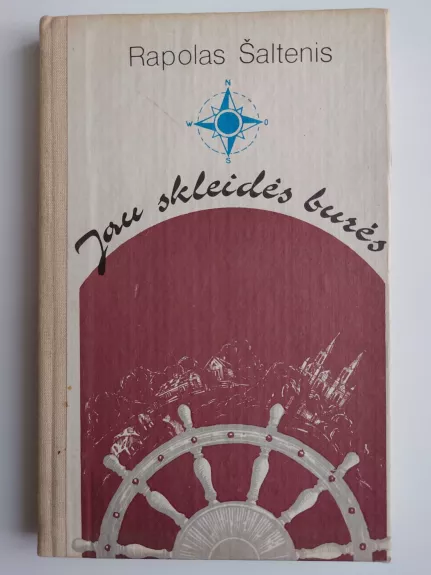 Rapolas Šaltenis
N
W O
S
Jau skleidės burės